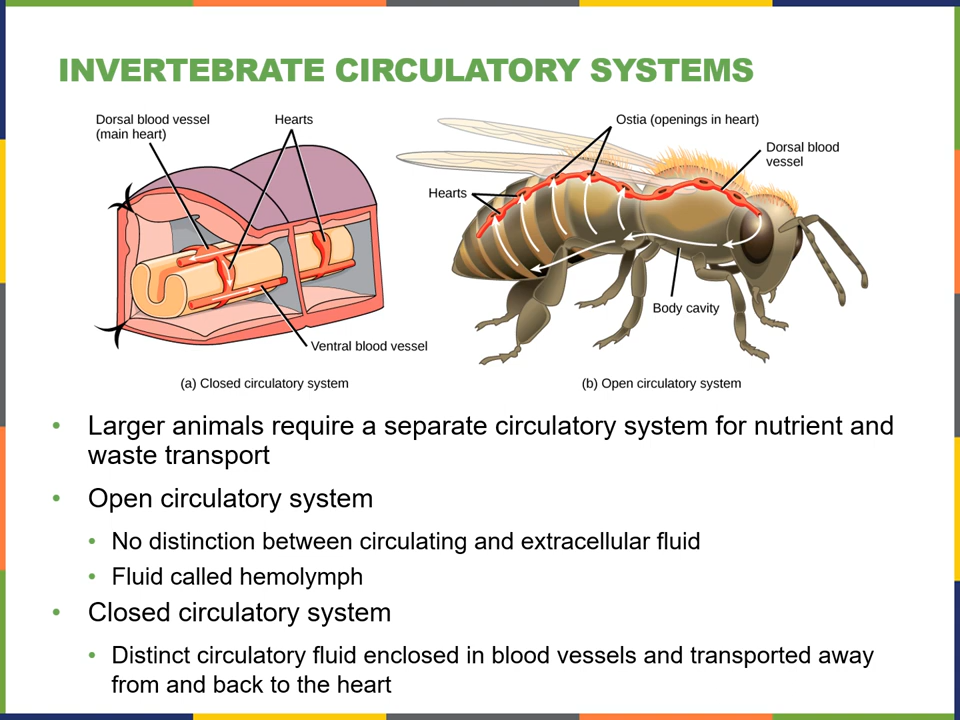 INVERTEBRATE CIRCULATORY SYSTEMS
Dorsal blood vessel
(main heart)
Hearts
Ventral blood vessel
(a) Closed circulatory system
Ostia (openings in heart)
Dorsal blood
vessel
Hearts
Body cavity
(b) Open circulatory system
• Larger animals require a separate circulatory system for nutrient and
waste transport
• Open circulatory system
• No distinction between circulating and extracellular fluid
• Fluid called hemolymph
• Closed circulatory system
• Distinct circulatory fluid enclosed in blood vessels and transported away
from and back to the heart